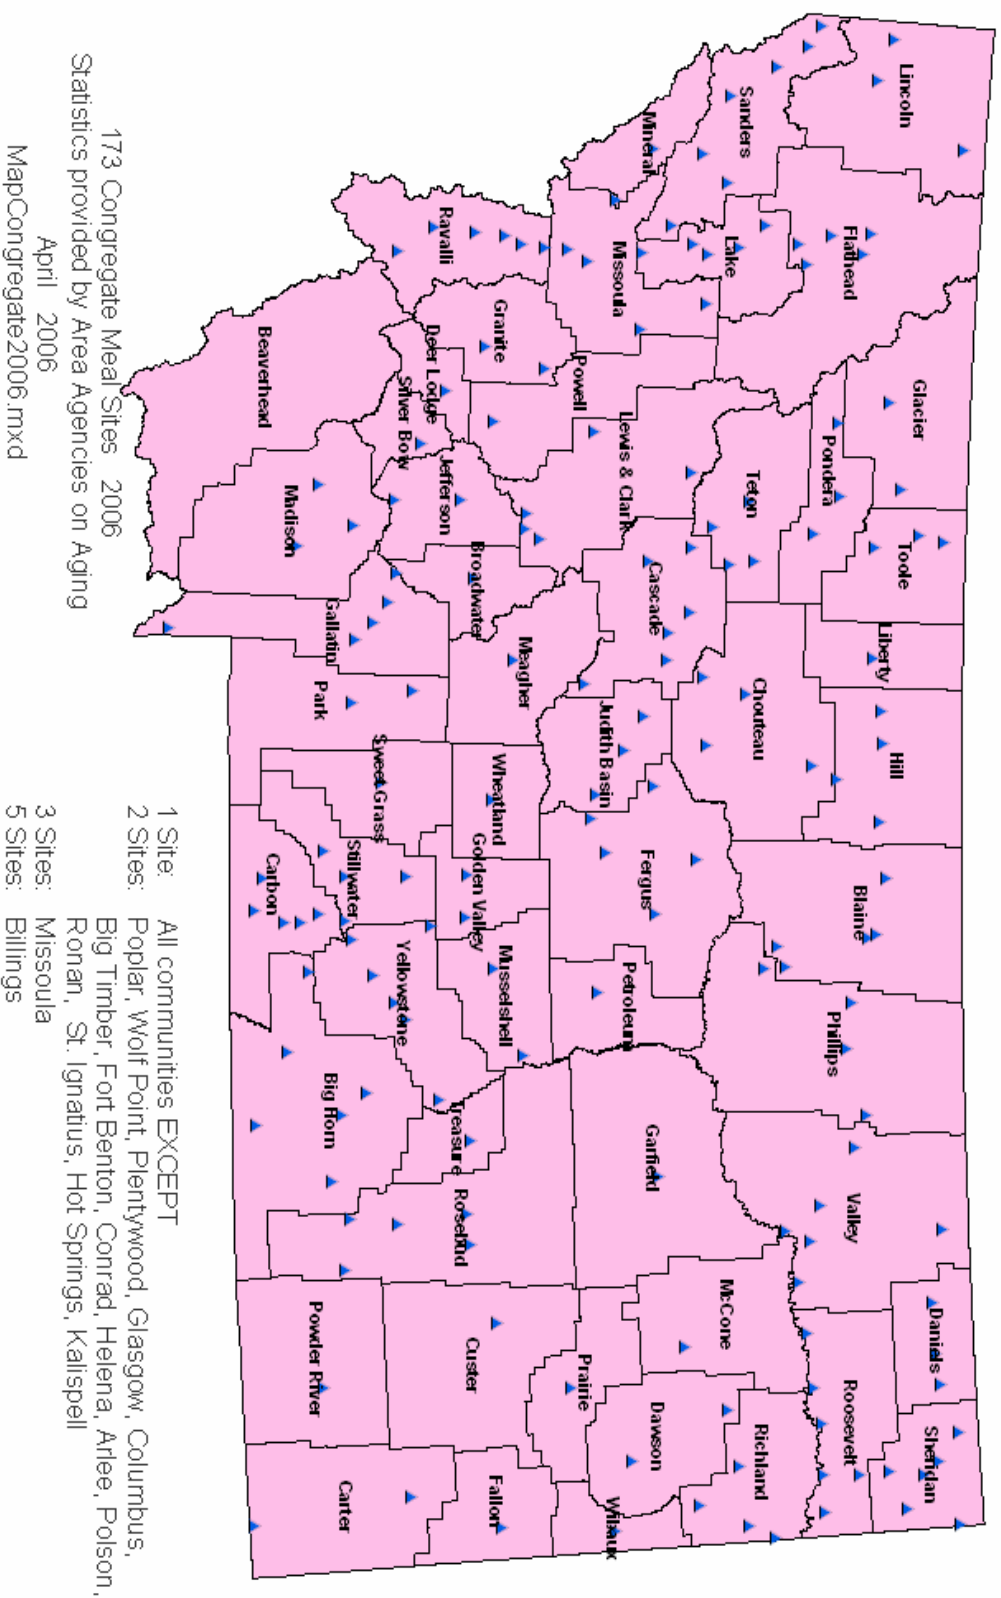 Lincoln
Sanders
Flathead
Glacier
Toole
Liberty
Hill
Blaine
Phillips
Valley
Daniels
Sheridan
Roosevelt
Pondera
Teton
Chouteau
Lake
Mineral
Missoula
Powell
Lewis & Clark
Cascade
Judith Basin
Fergus
Petroleum
Garfield
McCone
Richland
Dawson
Prairie
Wibaux
Ravalli
Granite
Deer Lodge
Silver Bow
Jefferson
Broadwater
Meagher
Wheatland
Golden Valley
Musselshell
Treasure
Rosebud
Custer
Fallon
Beaverhead
Madison
Gallatin
Park
Sweet Grass
Stillwater
Carbon
Yellowstone
Big Horn
Powder River
Carter
173 Congregate Meal Sites 2006
Statistics provided by Area Agencies on Aging
April 2006
MapCongregate2006.mxd
1 Site: All communities EXCEPT
2 Sites: Poplar, Wolf Point, Plentywood, Glasgow, Columbus,
Big Timber, Fort Benton, Conrad, Helena, Arlee, Polson,
Ronan, St. Ignatius, Hot Springs, Kalispell
3 Sites: Missoula
5 Sites: Billings